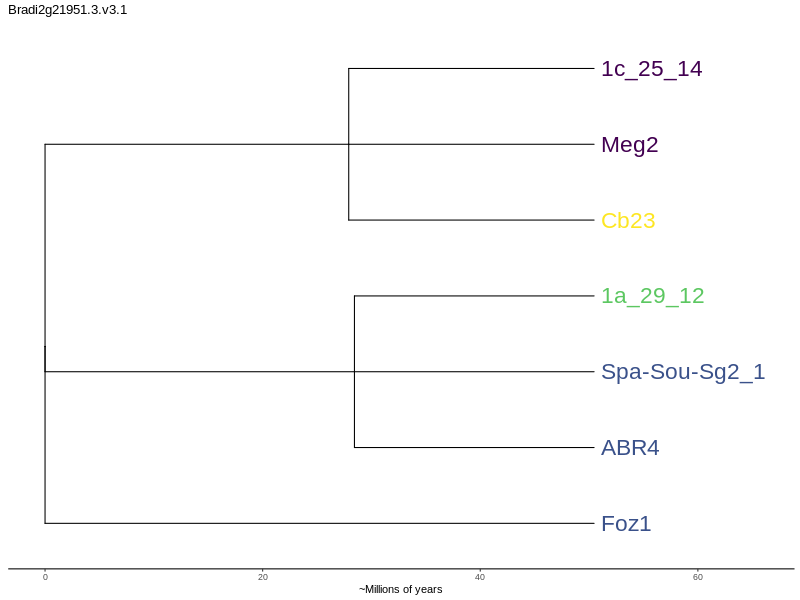 Bradi2g21951.3.v3.1
1c_25_14
Meg2
Cb23
1a_29_12
Spa-Sou-Sg2_1
ABR4
Foz1
0 20 40 60
~Millions of years